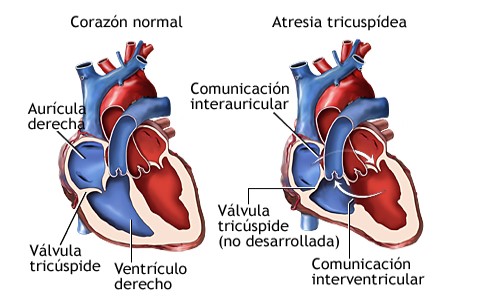 Corazón normal
Atresia tricuspídea
Aurícula
derecha
Válvula
tricúspide
Ventrículo
derecho
Comunicación
interauricular
Válvula
tricúspide
(no desarrollada)
Comunicación
interventricular